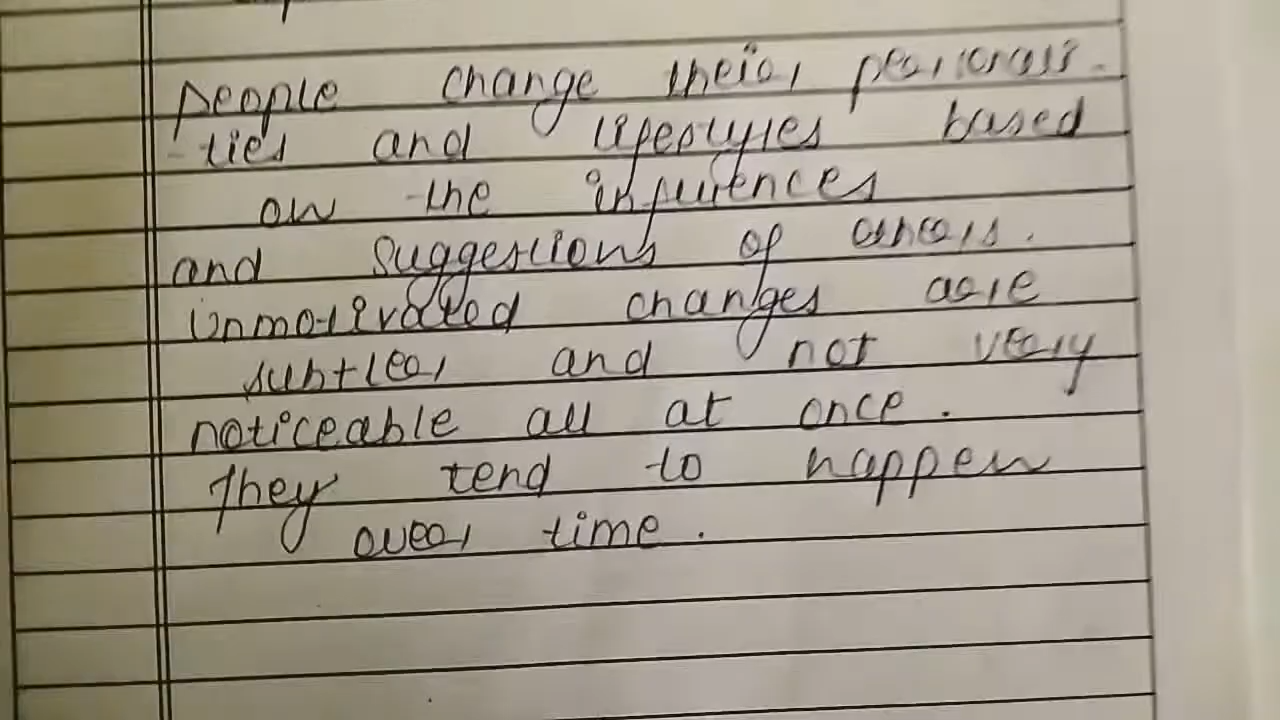 people change their personali-
-ties and lifestyles based
on the influences
and suggestions of others.
Unmotivated changes are
subtler and not very
noticeable all at once.
They tend to happen
over time.